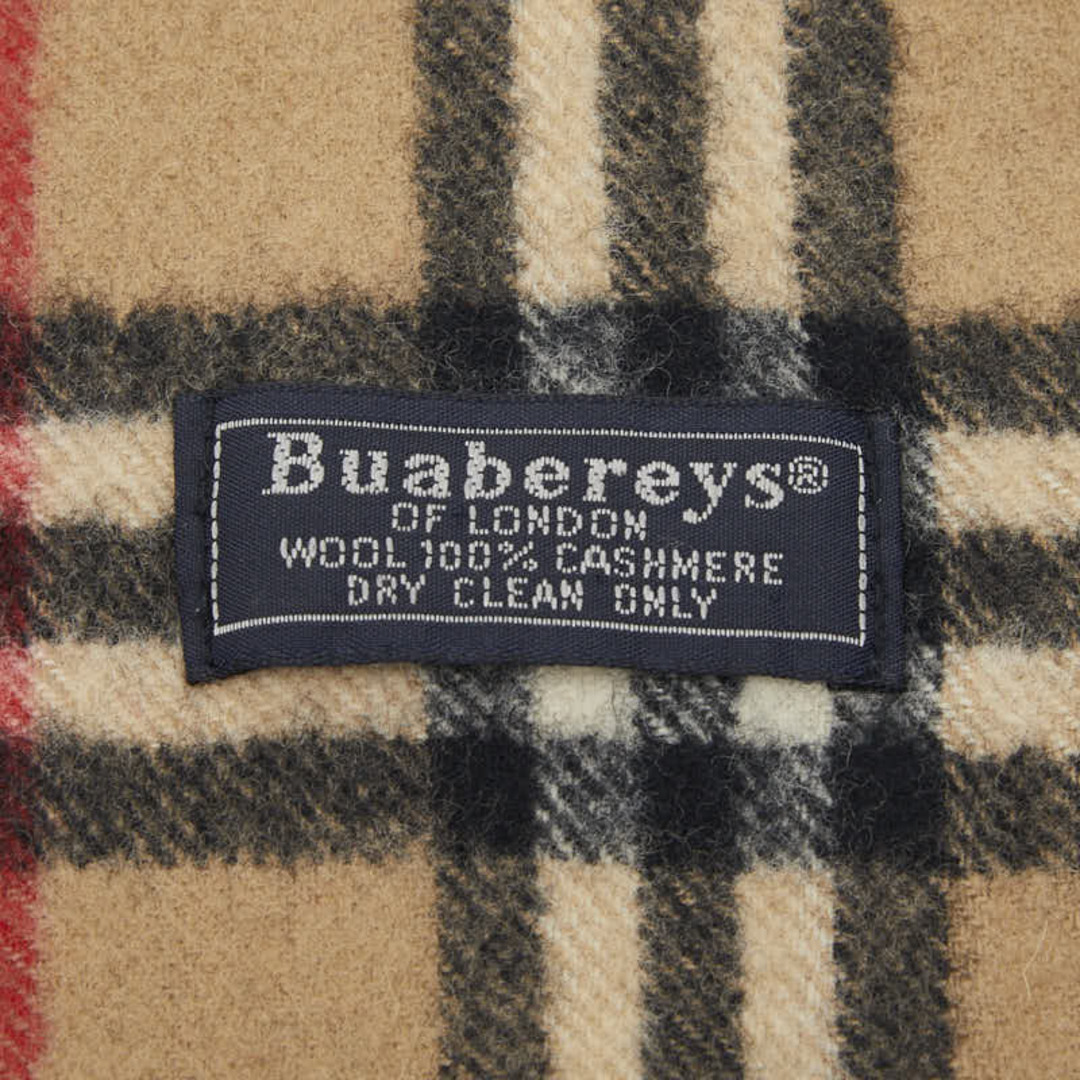 Buabereys®
OF LONDON
WOOL 100% CASHMERE
DRY CLEAN ONLY